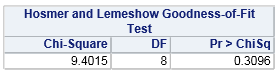 Hosmer and Lemeshow Goodness-of-Fit
Test
Chi-Square DF Pr > ChiSq
9.4015 8 0.3096